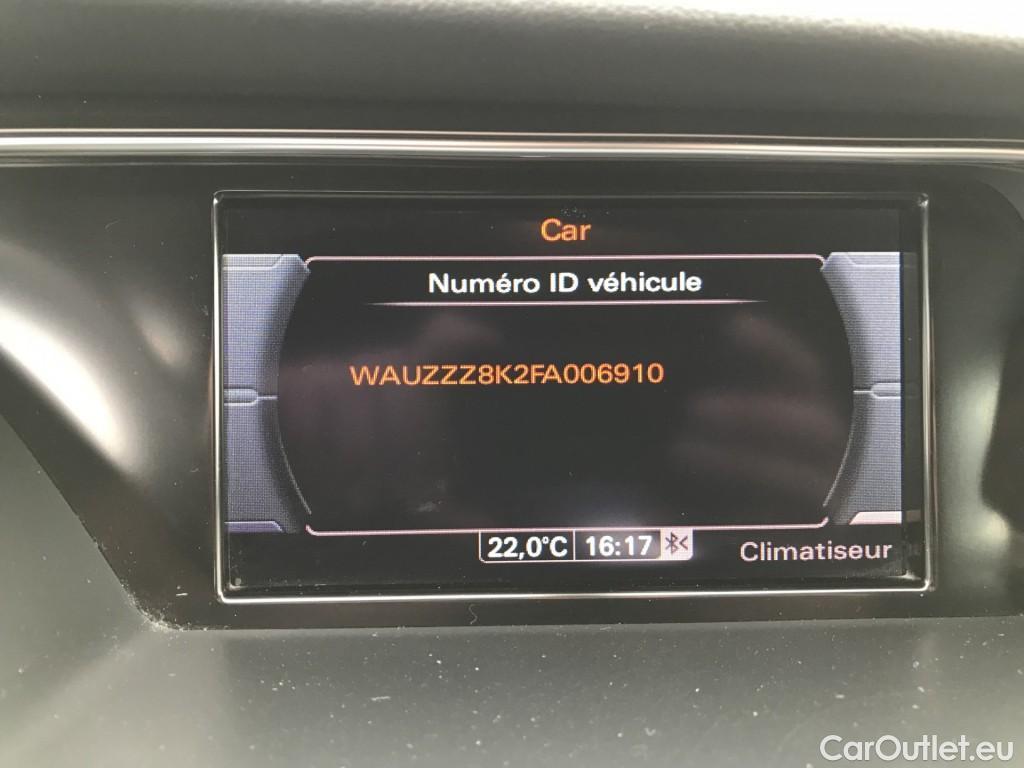 Car
Numéro ID véhicule
WAUZZZ8K2FA006910
22,0°C 16:17
Climatiseur
CarOutlet.eu